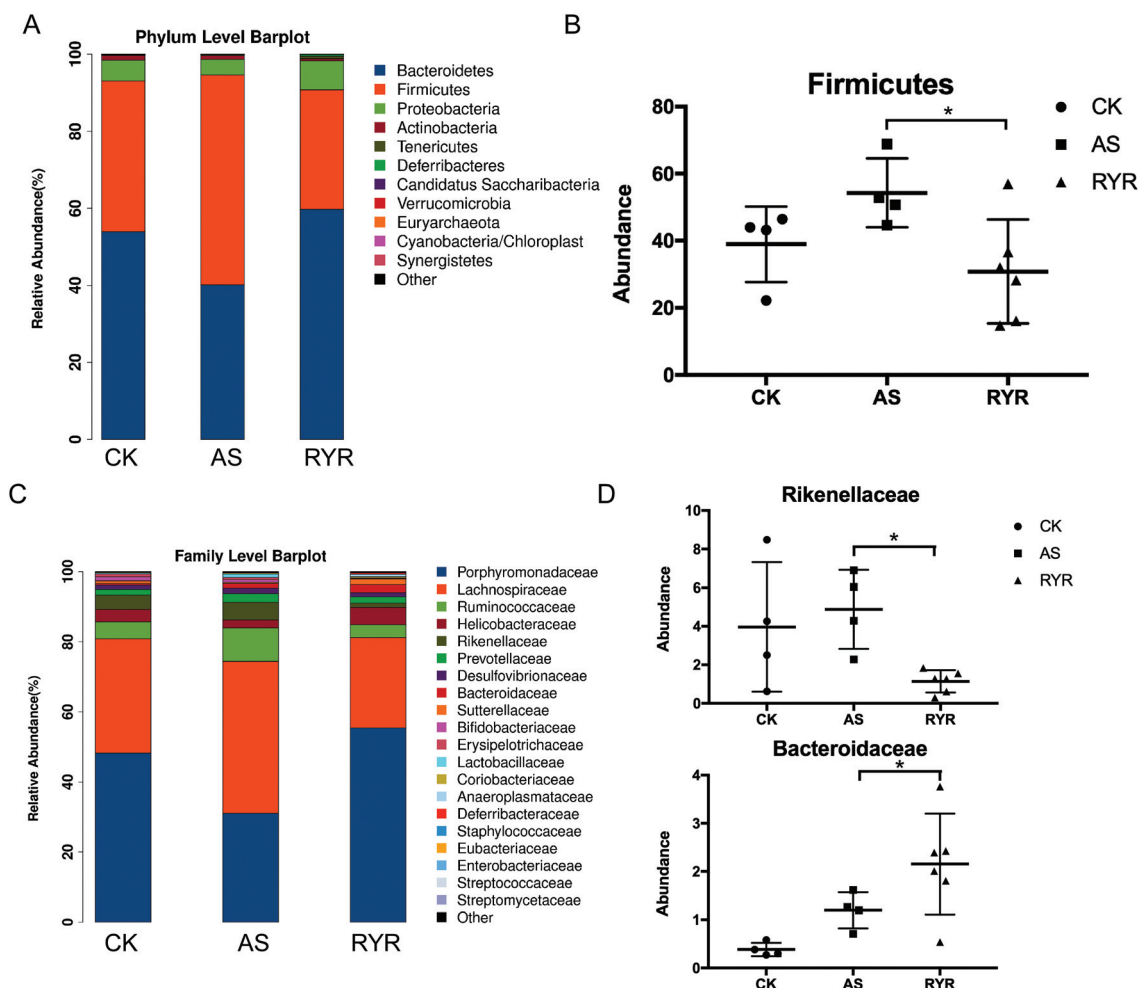 A
Phylum Level Barplot
Relative Abundance(%)
0
20
40
60
80
100
CK
AS
RYR
Bacteroidetes
Firmicutes
Proteobacteria
Actinobacteria
Tenericutes
Deferribacteres
Candidatus Saccharibacteria
Verrucomicrobia
Euryarchaeota
Cyanobacteria/Chloroplast
Synergistetes
Other
B
Firmicutes
Abundance
80
60
40
20
0
*
CK
AS
RYR
CK
AS
RYR
C
Family Level Barplot
Relative Abundance(%)
0
20
40
60
80
100
CK
AS
RYR
Porphyromonadaceae
Lachnospiraceae
Ruminococcaceae
Helicobacteraceae
Rikenellaceae
Prevotellaceae
Desulfovibrionaceae
Bacteroidaceae
Sutterellaceae
Bifidobacteriaceae
Erysipelotrichaceae
Lactobacillaceae
Coriobacteriaceae
Anaeroplasmataceae
Deferribacteraceae
Staphylococcaceae
Eubacteriaceae
Enterobacteriaceae
Streptococcaceae
Streptomycetaceae
Other
D
Rikenellaceae
Abundance
10
8
6
4
2
0
*
CK
AS
RYR
CK
AS
RYR
Bacteroidaceae
Abundance
4
3
2
1
0
*
CK
AS
RYR